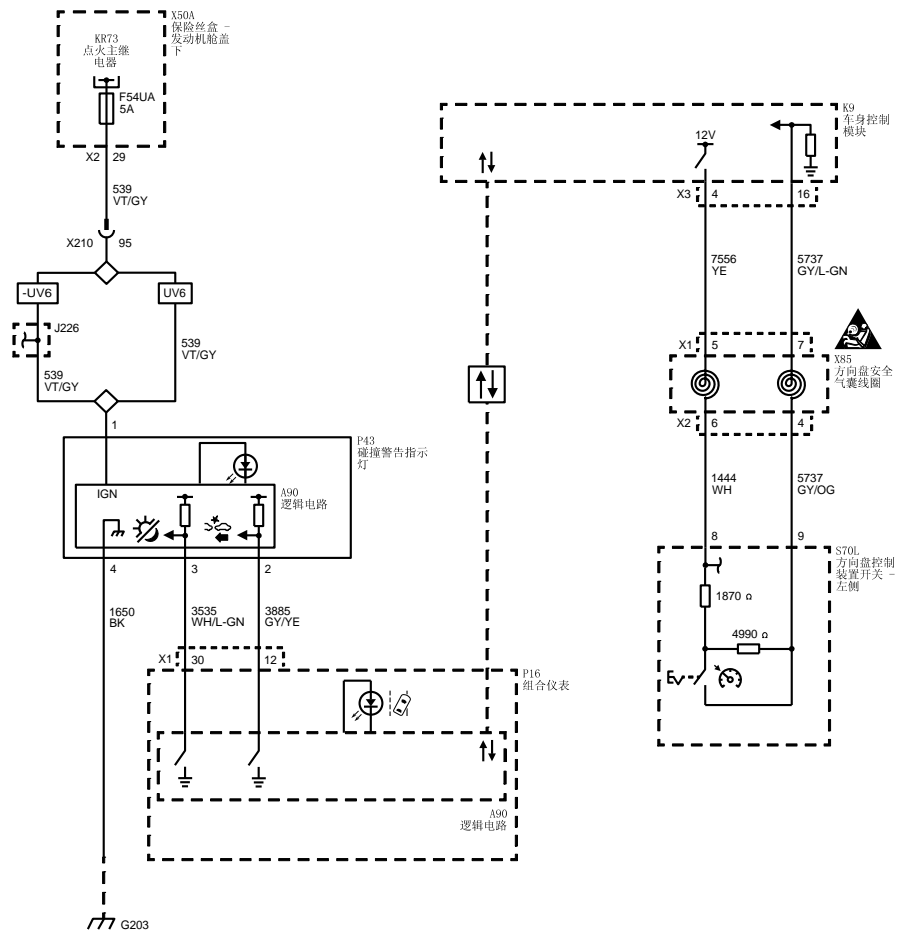 X50A
保险丝盒 -
发动机舱盖
下
KR73
点火主继
电器
F54UA
5A
X2 29
539
VT/GY
X210 95
-UV6
UV6
J226
539
VT/GY
539
VT/GY
1
P43
碰撞警告指示
灯
A90
逻辑电路
IGN
4 3 2
1650
BK
3535
WH/L-GN
3885
GY/YE
X1 30 12
P16
组合仪表
A90
逻辑电路
G203
K9
车身控制
模块
12V
X3 4 16
7556
YE
5737
GY/L-GN
X1 5 7
X85
方向盘安全
气囊线圈
X2 6 4
1444
WH
5737
GY/OG
8 9
S70L
方向盘控制
装置开关 -
左侧
1870 Ω
4990 Ω